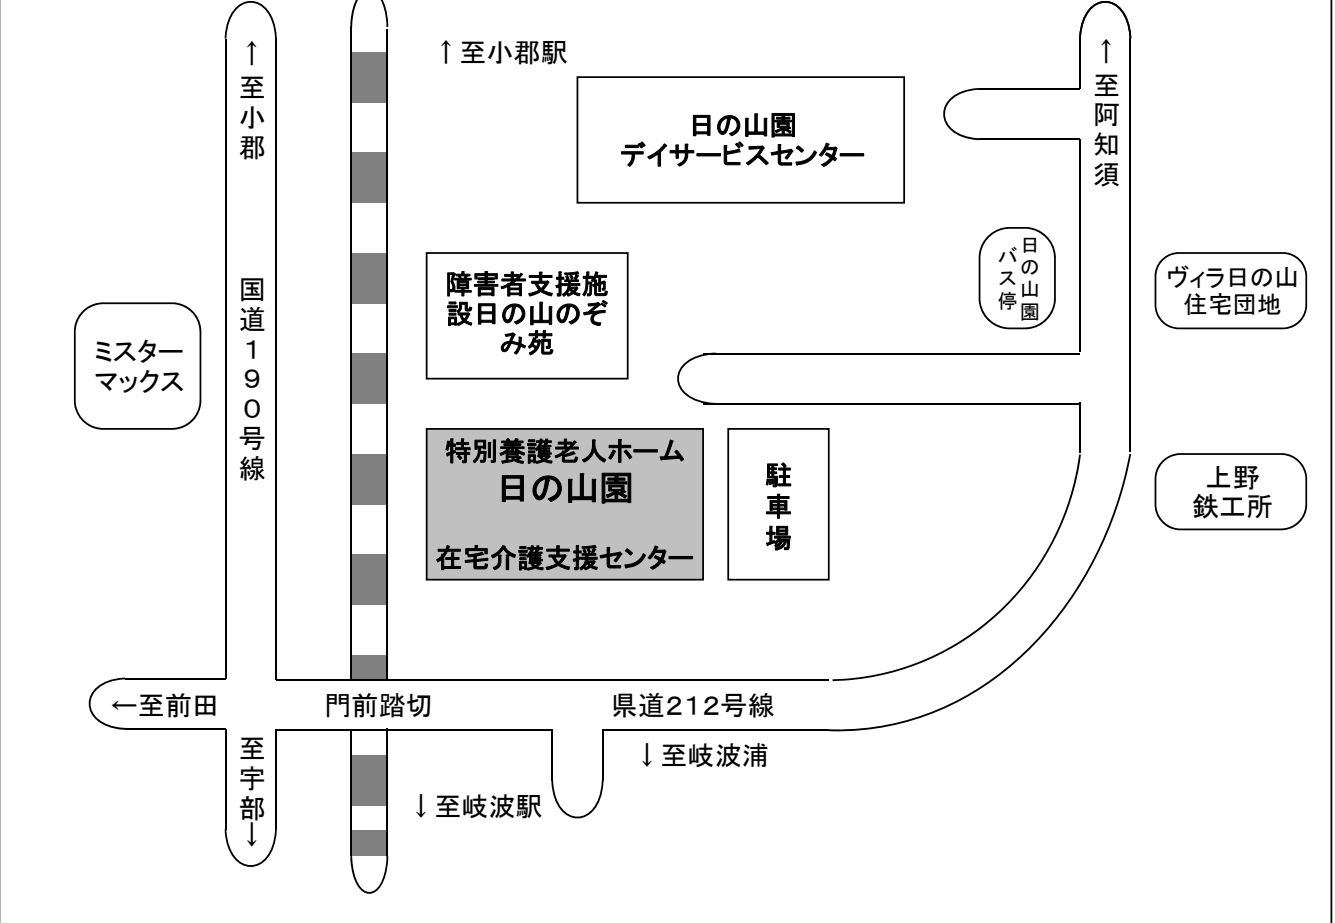 ↑至小郡
国道190号線
至宇部↓
ミスター
マックス
←至前田
門前踏切
県道212号線
↑至小郡駅
↓至岐波駅
↓至岐波浦
日の山園
デイサービスセンター
障害者支援施
設日の山のぞ
み苑
特別養護老人ホーム
日の山園
在宅介護支援センター
駐車場
日の山園
バス停
↑至阿知須
ヴィラ日の山
住宅団地
上野
鉄工所